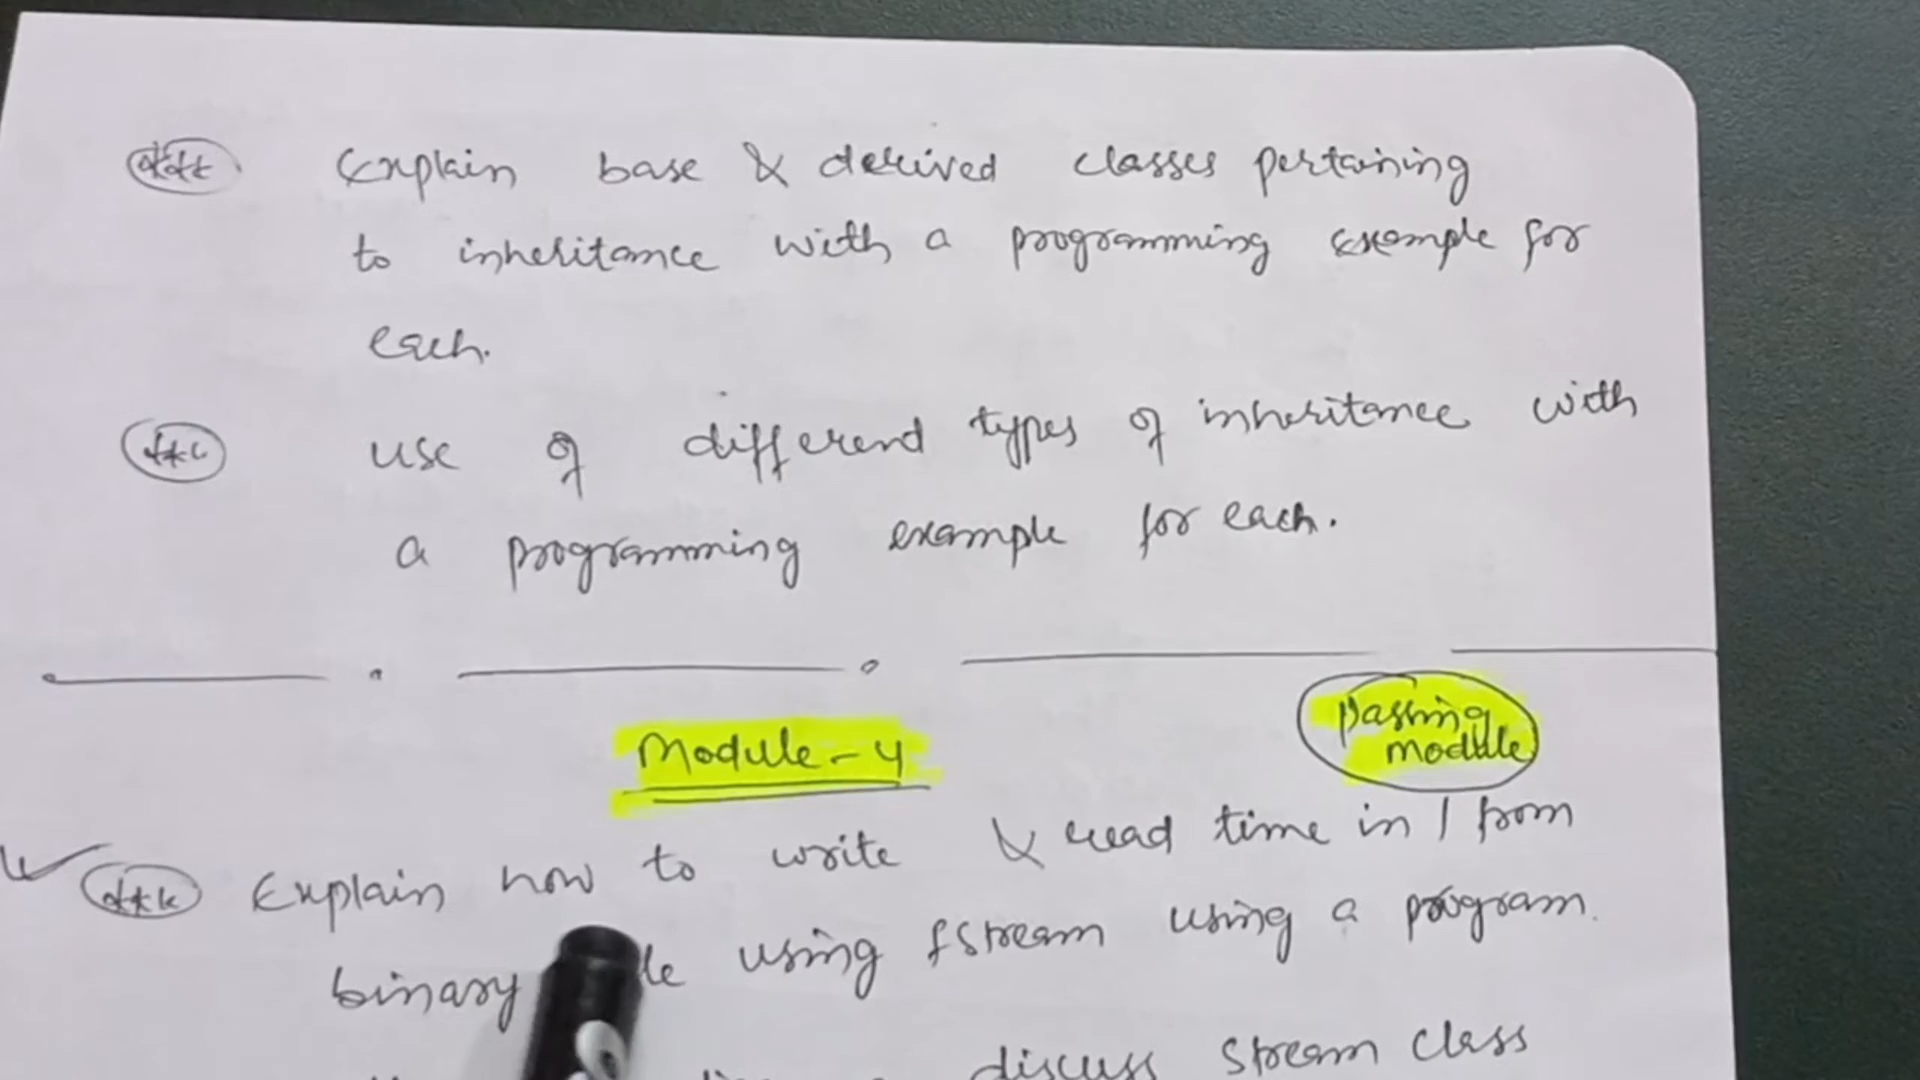 *** Explain base & derived classes pertaining
to inheritance with a programming example for
each.
*** use of different types of inheritance with
a programming example for each.
Module-4
passing
module
*** Explain how to write & read time in / from
binary using fstream using a program.
discuss stream class